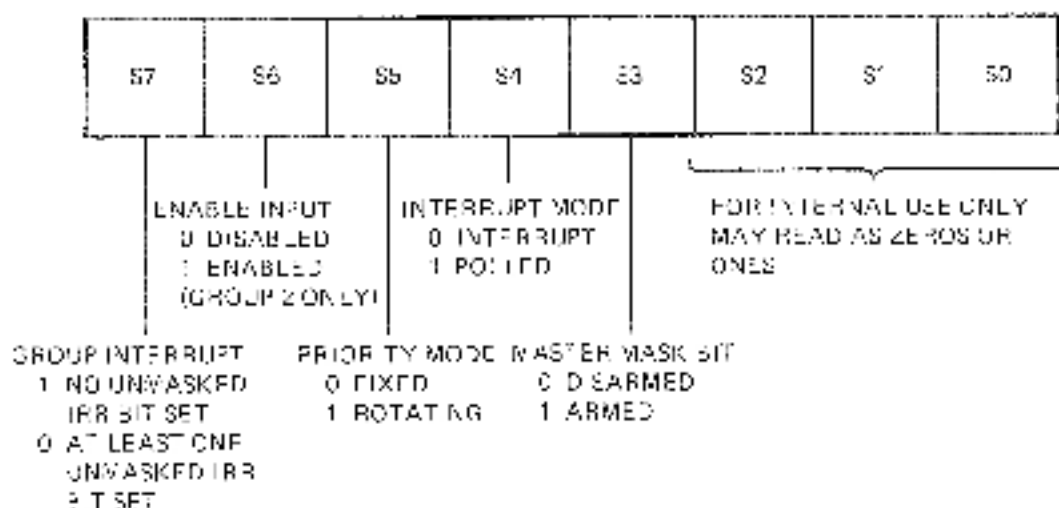 S7 S6 S5 S4 S3 S2 S1 S0
ENABLE INPUT
0 DISABLED
1 ENABLED
(GROUP 2 ONLY)
INTERRUPT MODE
0 INTERRUPT
1 POLLED
FOR INTERNAL USE ONLY
MAY READ AS ZEROS OR
ONES
GROUP INTERRUPT
1 NO UNMASKED
IRR BIT SET
0 AT LEAST ONE
UNMASKED IRR
BIT SET
PRIORITY MODE
0 FIXED
1 ROTATING
MASTER MASK BIT
0 DISARMED
1 ARMED